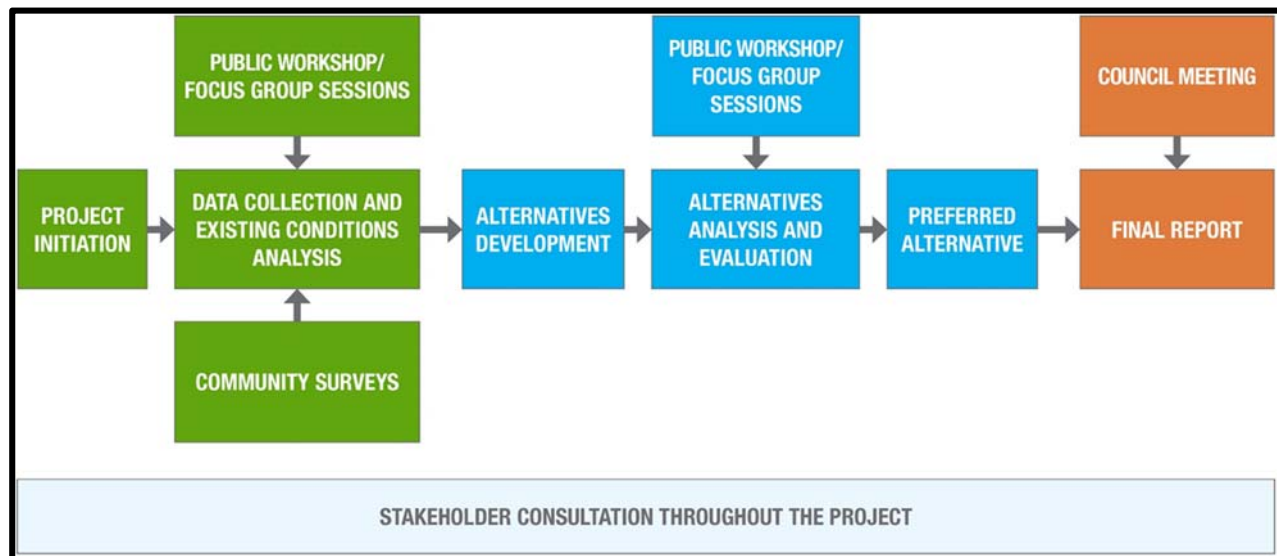 PUBLIC WORKSHOP/
FOCUS GROUP SESSIONS
PUBLIC WORKSHOP/
FOCUS GROUP
SESSIONS
COUNCIL MEETING
PROJECT
INITIATION
DATA COLLECTION AND
EXISTING CONDITIONS
ANALYSIS
ALTERNATIVES
DEVELOPMENT
ALTERNATIVES
ANALYSIS AND
EVALUATION
PREFERRED
ALTERNATIVE
FINAL REPORT
COMMUNITY SURVEYS
STAKEHOLDER CONSULTATION THROUGHOUT THE PROJECT